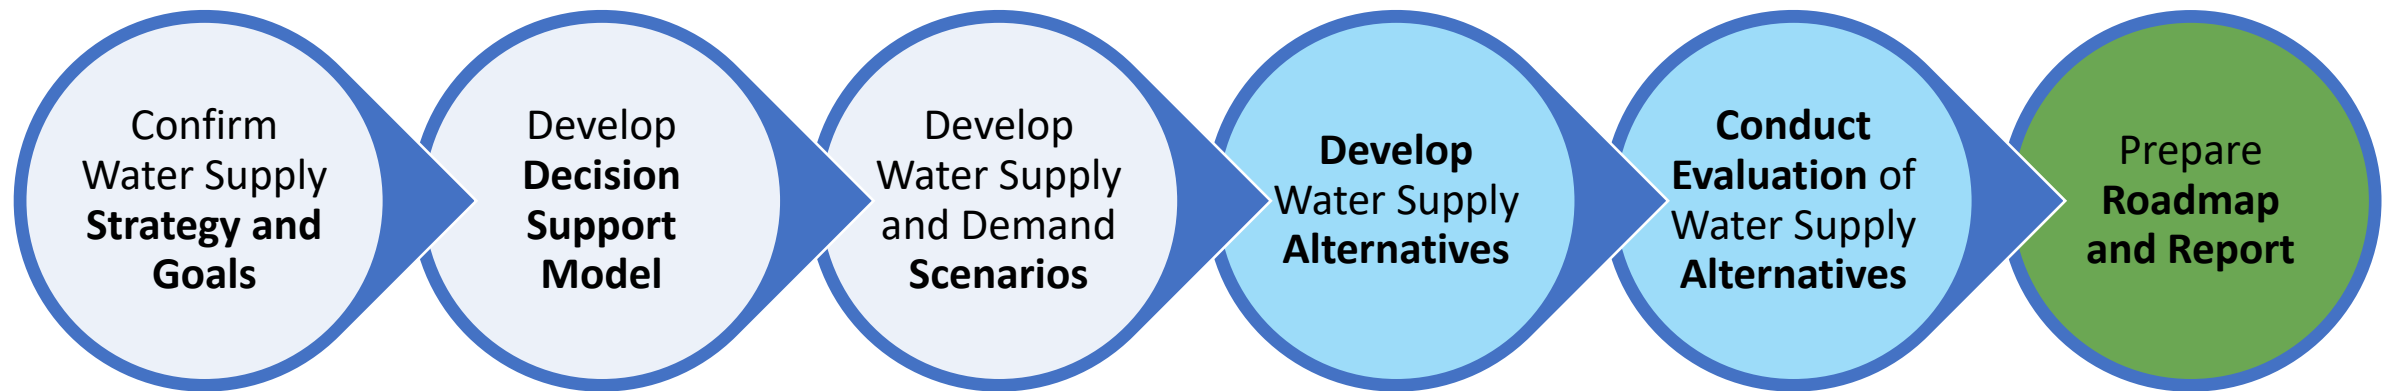 Confirm
Water Supply
Strategy and
Goals
Develop
Decision
Support
Model
Develop
Water Supply
and Demand
Scenarios
Develop
Water Supply
Alternatives
Conduct
Evaluation of
Water Supply
Alternatives
Prepare
Roadmap
and Report